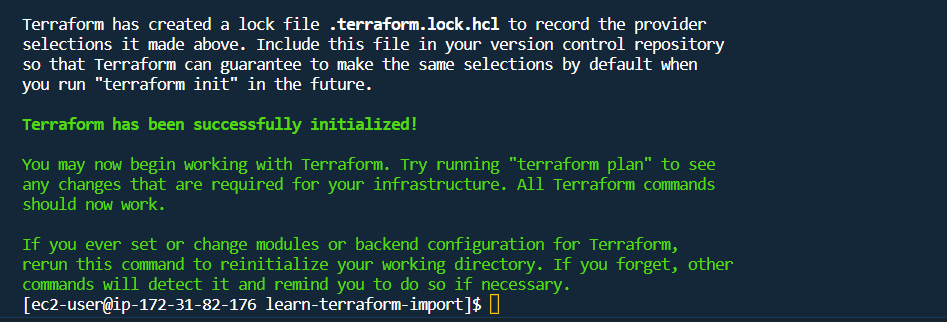 Terraform has created a lock file .terraform.lock.hcl to record the provider
selections it made above. Include this file in your version control repository
so that Terraform can guarantee to make the same selections by default when
you run "terraform init" in the future.
Terraform has been successfully initialized!
You may now begin working with Terraform. Try running "terraform plan" to see
any changes that are required for your infrastructure. All Terraform commands
should now work.
If you ever set or change modules or backend configuration for Terraform,
rerun this command to reinitialize your working directory. If you forget, other
commands will detect it and remind you to do so if necessary.
[ec2-user@ip-172-31-82-176 learn-terraform-import]$